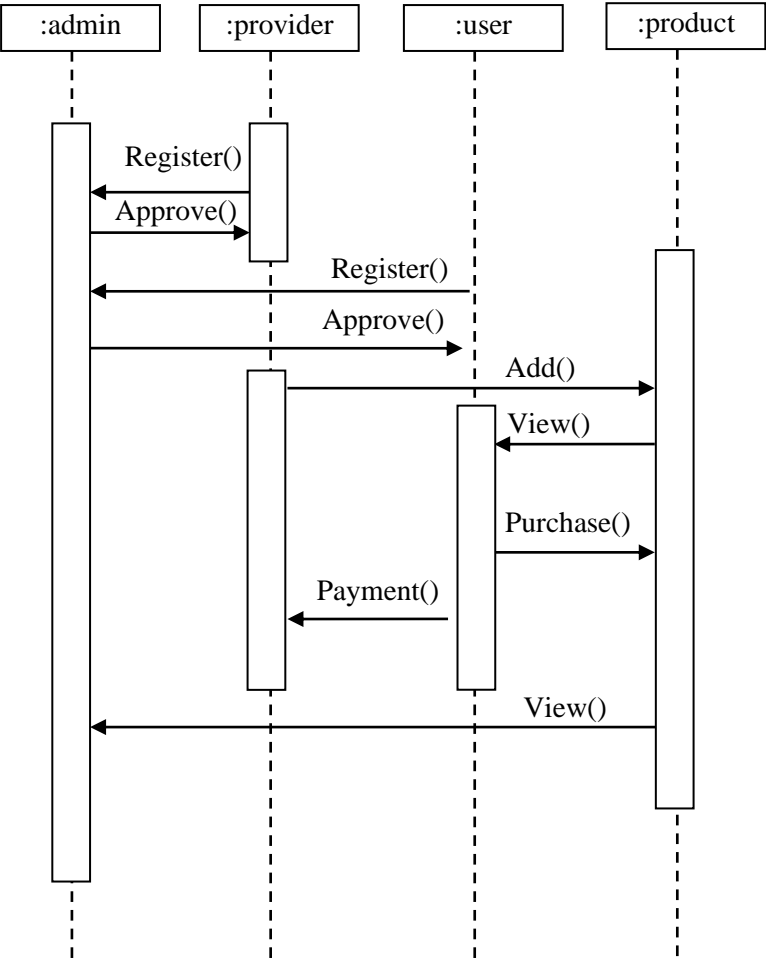 :admin
:provider
:user
:product
Register()
Approve()
Register()
Approve()
Add()
View()
Purchase()
Payment()
View()